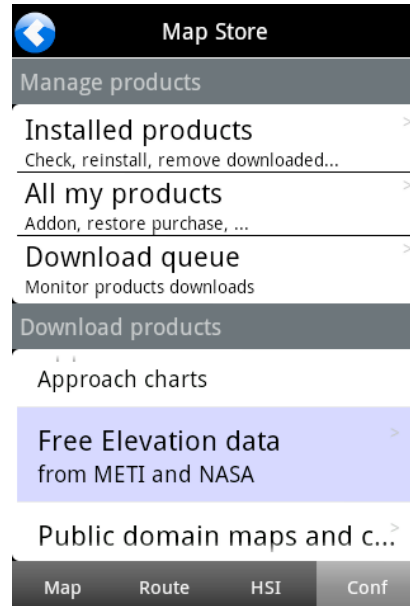 Map Store
Manage products
Installed products
Check, reinstall, remove downloaded...
All my products
Addon, restore purchase, ...
Download queue
Monitor products downloads
Download products
Approach charts
Free Elevation data
from METI and NASA
Public domain maps and c...
Map Route HSI Conf